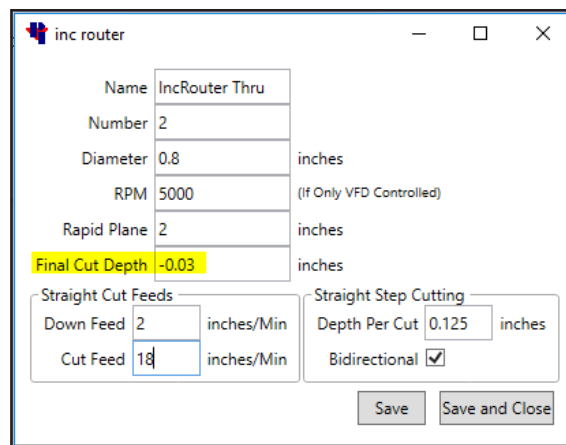 inc router
Name IncRouter Thru
Number 2
Diameter 0.8 inches
RPM 5000 (If Only VFD Controlled)
Rapid Plane 2 inches
Final Cut Depth -0.03 inches
Straight Cut Feeds
Down Feed 2 inches/Min
Cut Feed 18 inches/Min
Straight Step Cutting
Depth Per Cut 0.125 inches
Bidirectional
Save Save and Close